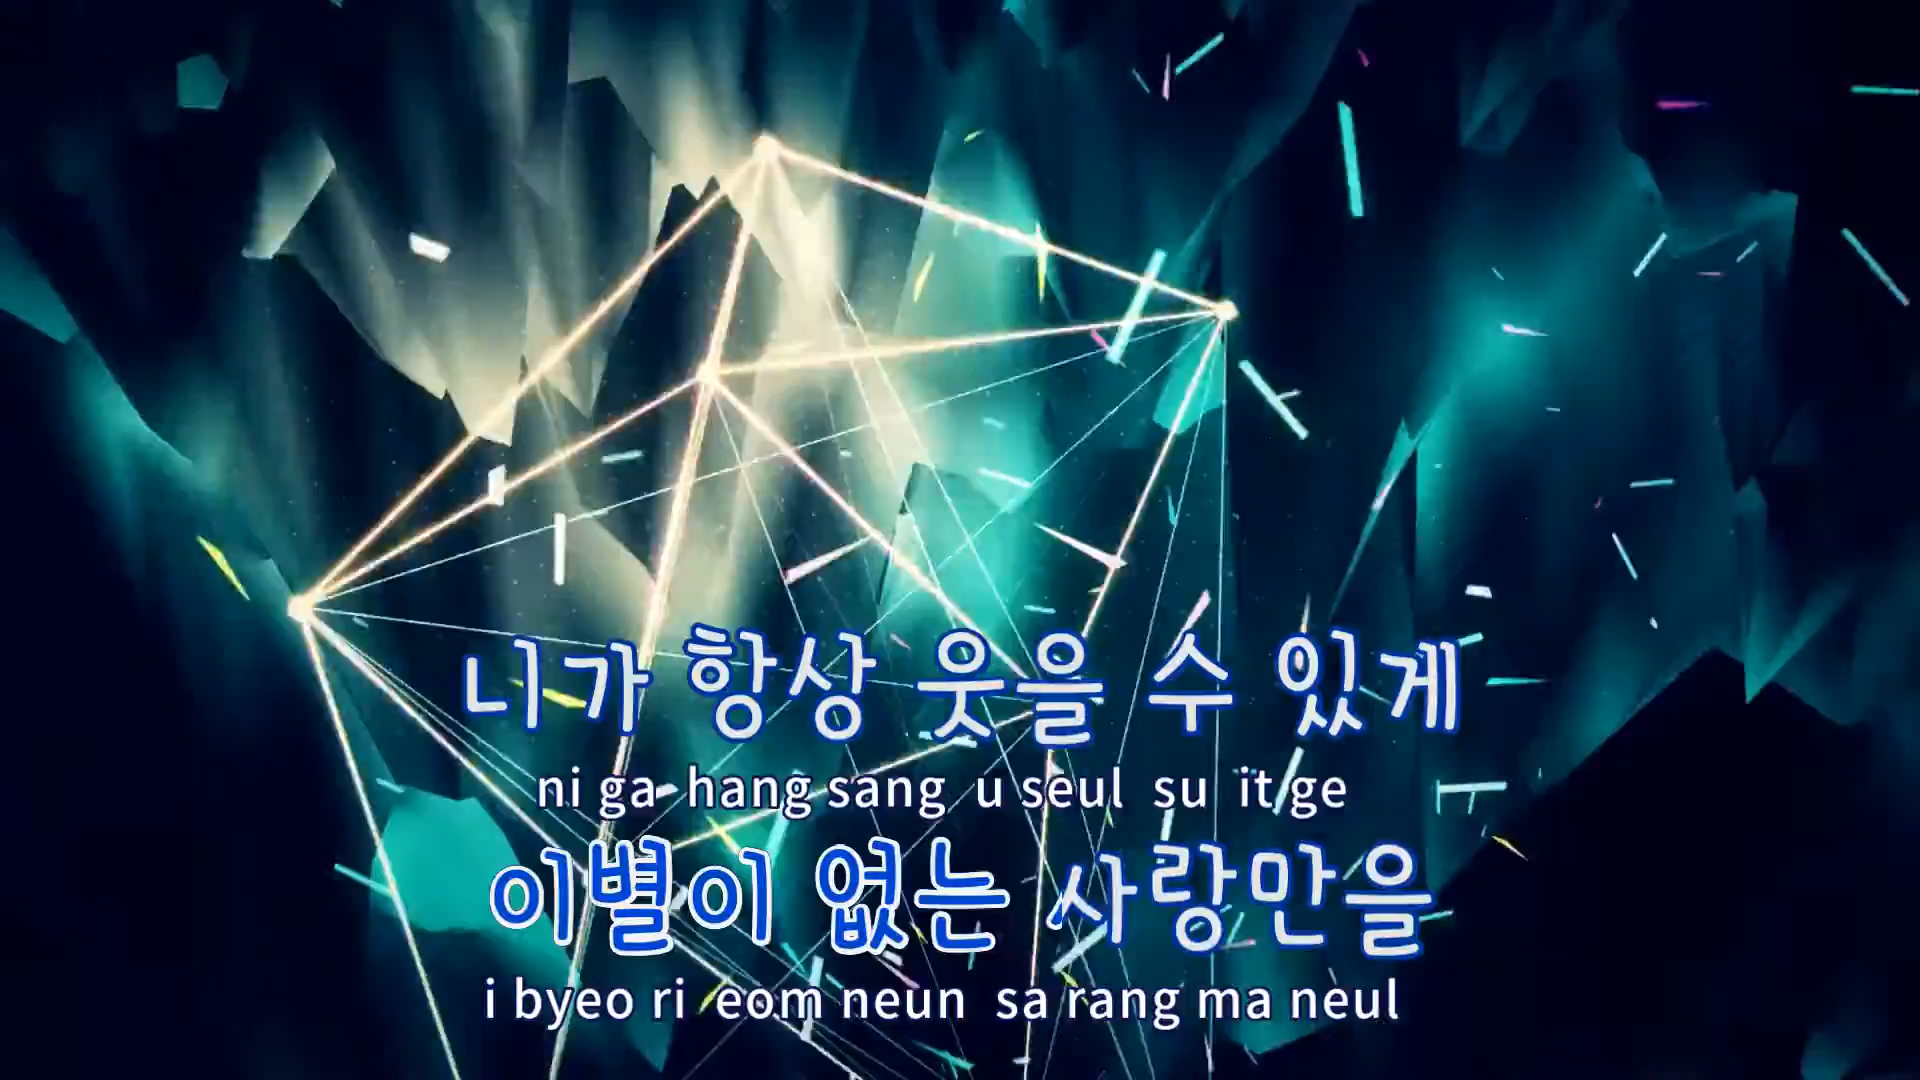 니가 항상 웃을 수 있게
ni ga hang sang u seul su it ge
이별이 없는 사랑만을
i byeo ri eom neun sa rang ma neul